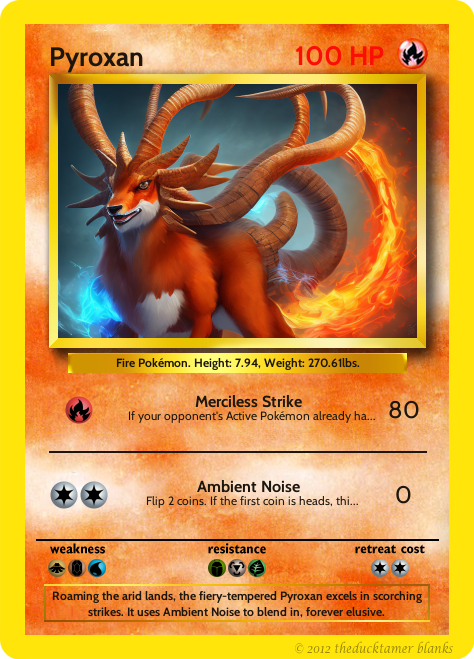 Pyroxan
100 HP
Fire Pokémon. Height: 7.94, Weight: 270.61lbs.
Merciless Strike
If your opponent's Active Pokémon already ha...
80
Ambient Noise
Flip 2 coins. If the first coin is heads, thi...
0
weakness
resistance
retreat cost
Roaming the arid lands, the fiery-tempered Pyroxan excels in scorching
strikes. It uses Ambient Noise to blend in, forever elusive.
© 2012 theducktamer blanks